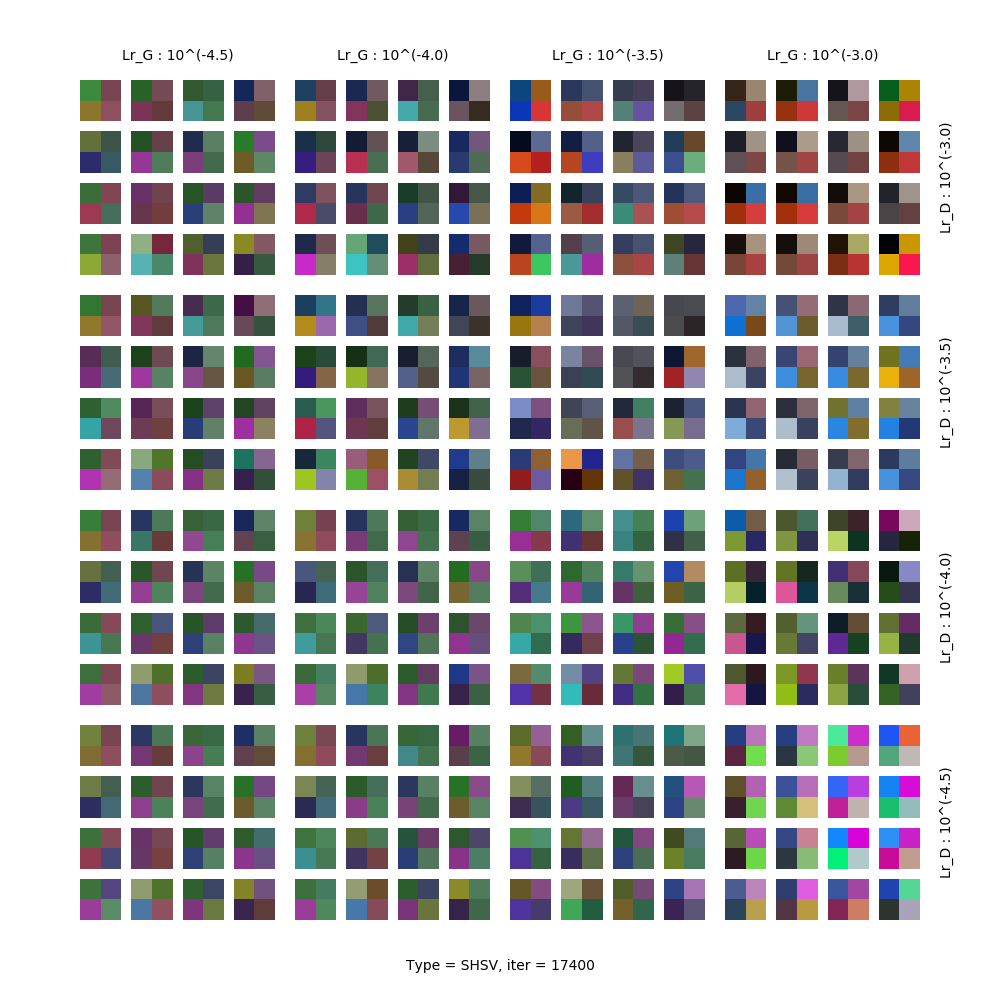 Lr_G : 10^(-4.5)
Lr_G : 10^(-4.0)
Lr_G : 10^(-3.5)
Lr_G : 10^(-3.0)
Lr_D : 10^(-3.0)
Lr_D : 10^(-3.5)
Lr_D : 10^(-4.0)
Lr_D : 10^(-4.5)
Type = SHSV, iter = 17400